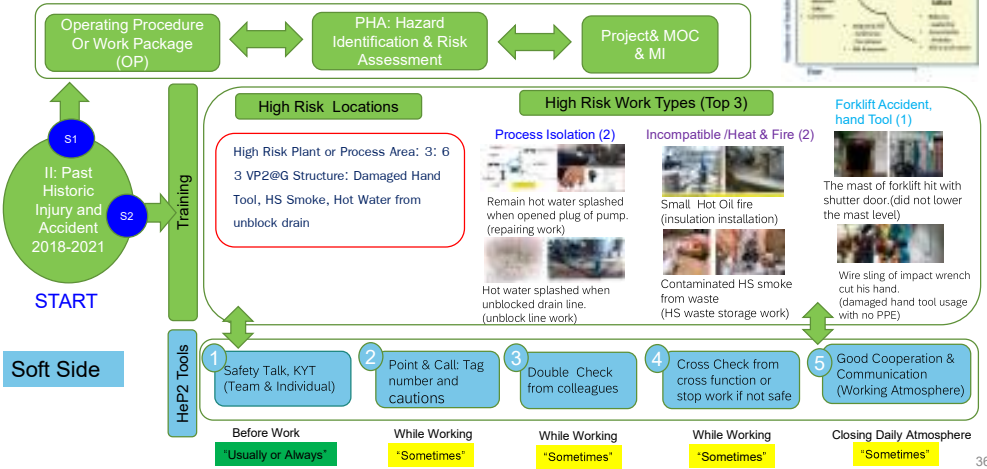 Operating Procedure
Or Work Package
(OP)
PHA: Hazard
Identification & Risk
Assessment
Project& MOC
& MI
S1
II: Past
Historic
Injury and
Accident
2018-2021
S2
START
Training
High Risk Locations
High Risk Plant or Process Area: 3: 6
3 VP2@G Structure: Damaged Hand
Tool, HS Smoke, Hot Water from
unblock drain
High Risk Work Types (Top 3)
Process Isolation (2)
Remain hot water splashed
when opened plug of pump.
(repairing work)
Hot water splashed when
unblocked drain line.
(unblock line work)
Incompatible /Heat & Fire (2)
Small Hot Oil fire
(insulation installation)
Contaminated HS smoke
from waste
(HS waste storage work)
Forklift Accident,
hand Tool (1)
The mast of forklift hit with
shutter door.(did not lower
the mast level)
Wire sling of impact wrench
cut his hand.
(damaged hand tool usage
with no PPE)
Soft Side
HeP2 Tools
1
Safety Talk, KYT
(Team & Individual)
2
Point & Call: Tag
number and
cautions
3
Double Check
from colleagues
4
Cross Check from
cross function or
stop work if not safe
5
Good Cooperation &
Communication
(Working Atmosphere)
Before Work
"Usually or Always"
While Working
"Sometimes"
While Working
"Sometimes"
While Working
"Sometimes"
Closing Daily Atmosphere
"Sometimes"
36